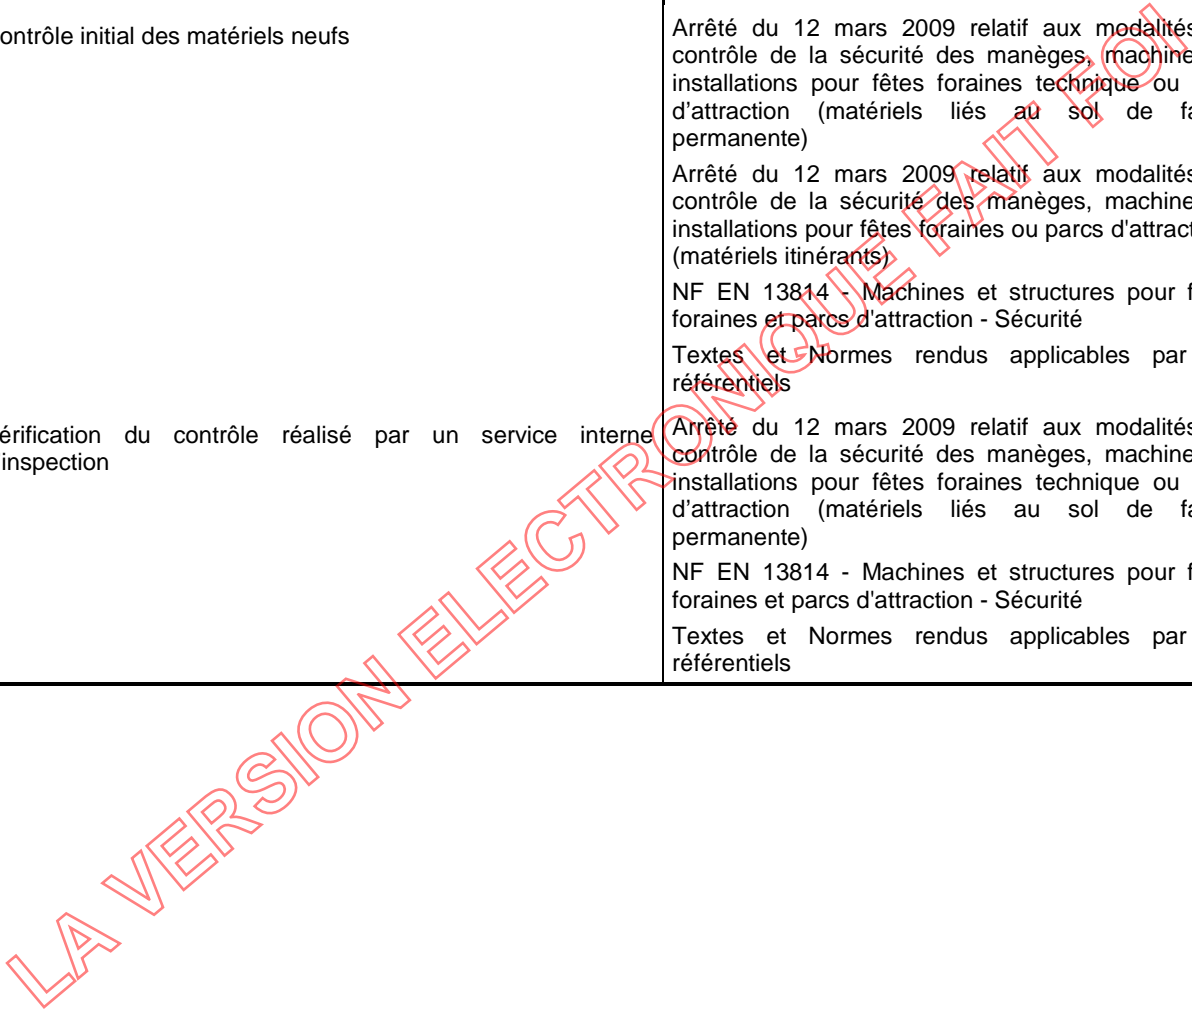 ontrôle initial des matériels neufs
Arrêté du 12 mars 2009 relatif aux modalités
contrôle de la sécurité des manèges, machine
installations pour fêtes foraines technique ou
d'attraction (matériels liés au sol de fa
permanente)
Arrêté du 12 mars 2009 relatif aux modalités
contrôle de la sécurité des manèges, machine
installations pour fêtes foraines ou parcs d'attract
(matériels itinérants)
NF EN 13814 - Machines et structures pour f
foraines et parcs d'attraction - Sécurité
Textes et Normes rendus applicables par
référentiels
érification du contrôle réalisé par un service interne
inspection
Arrêté du 12 mars 2009 relatif aux modalités
contrôle de la sécurité des manèges, machine
installations pour fêtes foraines technique ou
d'attraction (matériels liés au sol de fa
permanente)
NF EN 13814 - Machines et structures pour f
foraines et parcs d'attraction - Sécurité
Textes et Normes rendus applicables par
référentiels
LA VERSION ELECTRONIQUE FAIT FOI